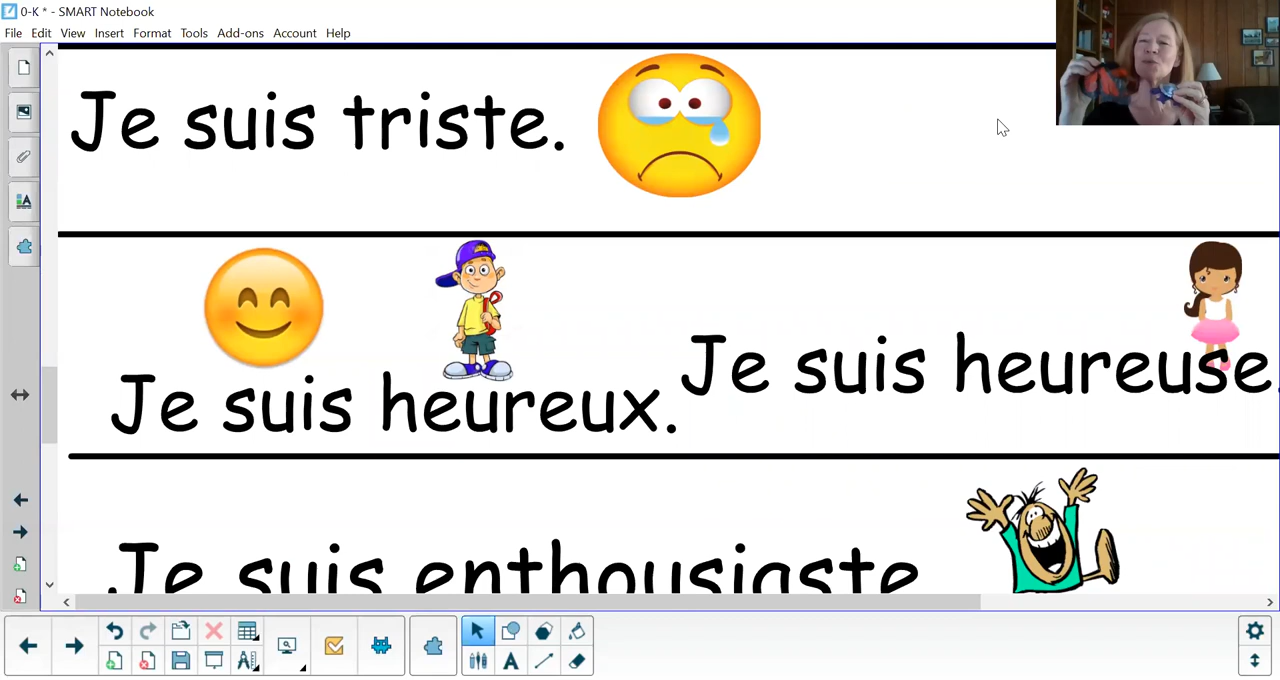 0-K * - SMART Notebook
File Edit View Insert Format Tools Add-ons Account Help
Je suis triste.
Je suis heureux.
Je suis heureuse.
Je suis enthousiaste